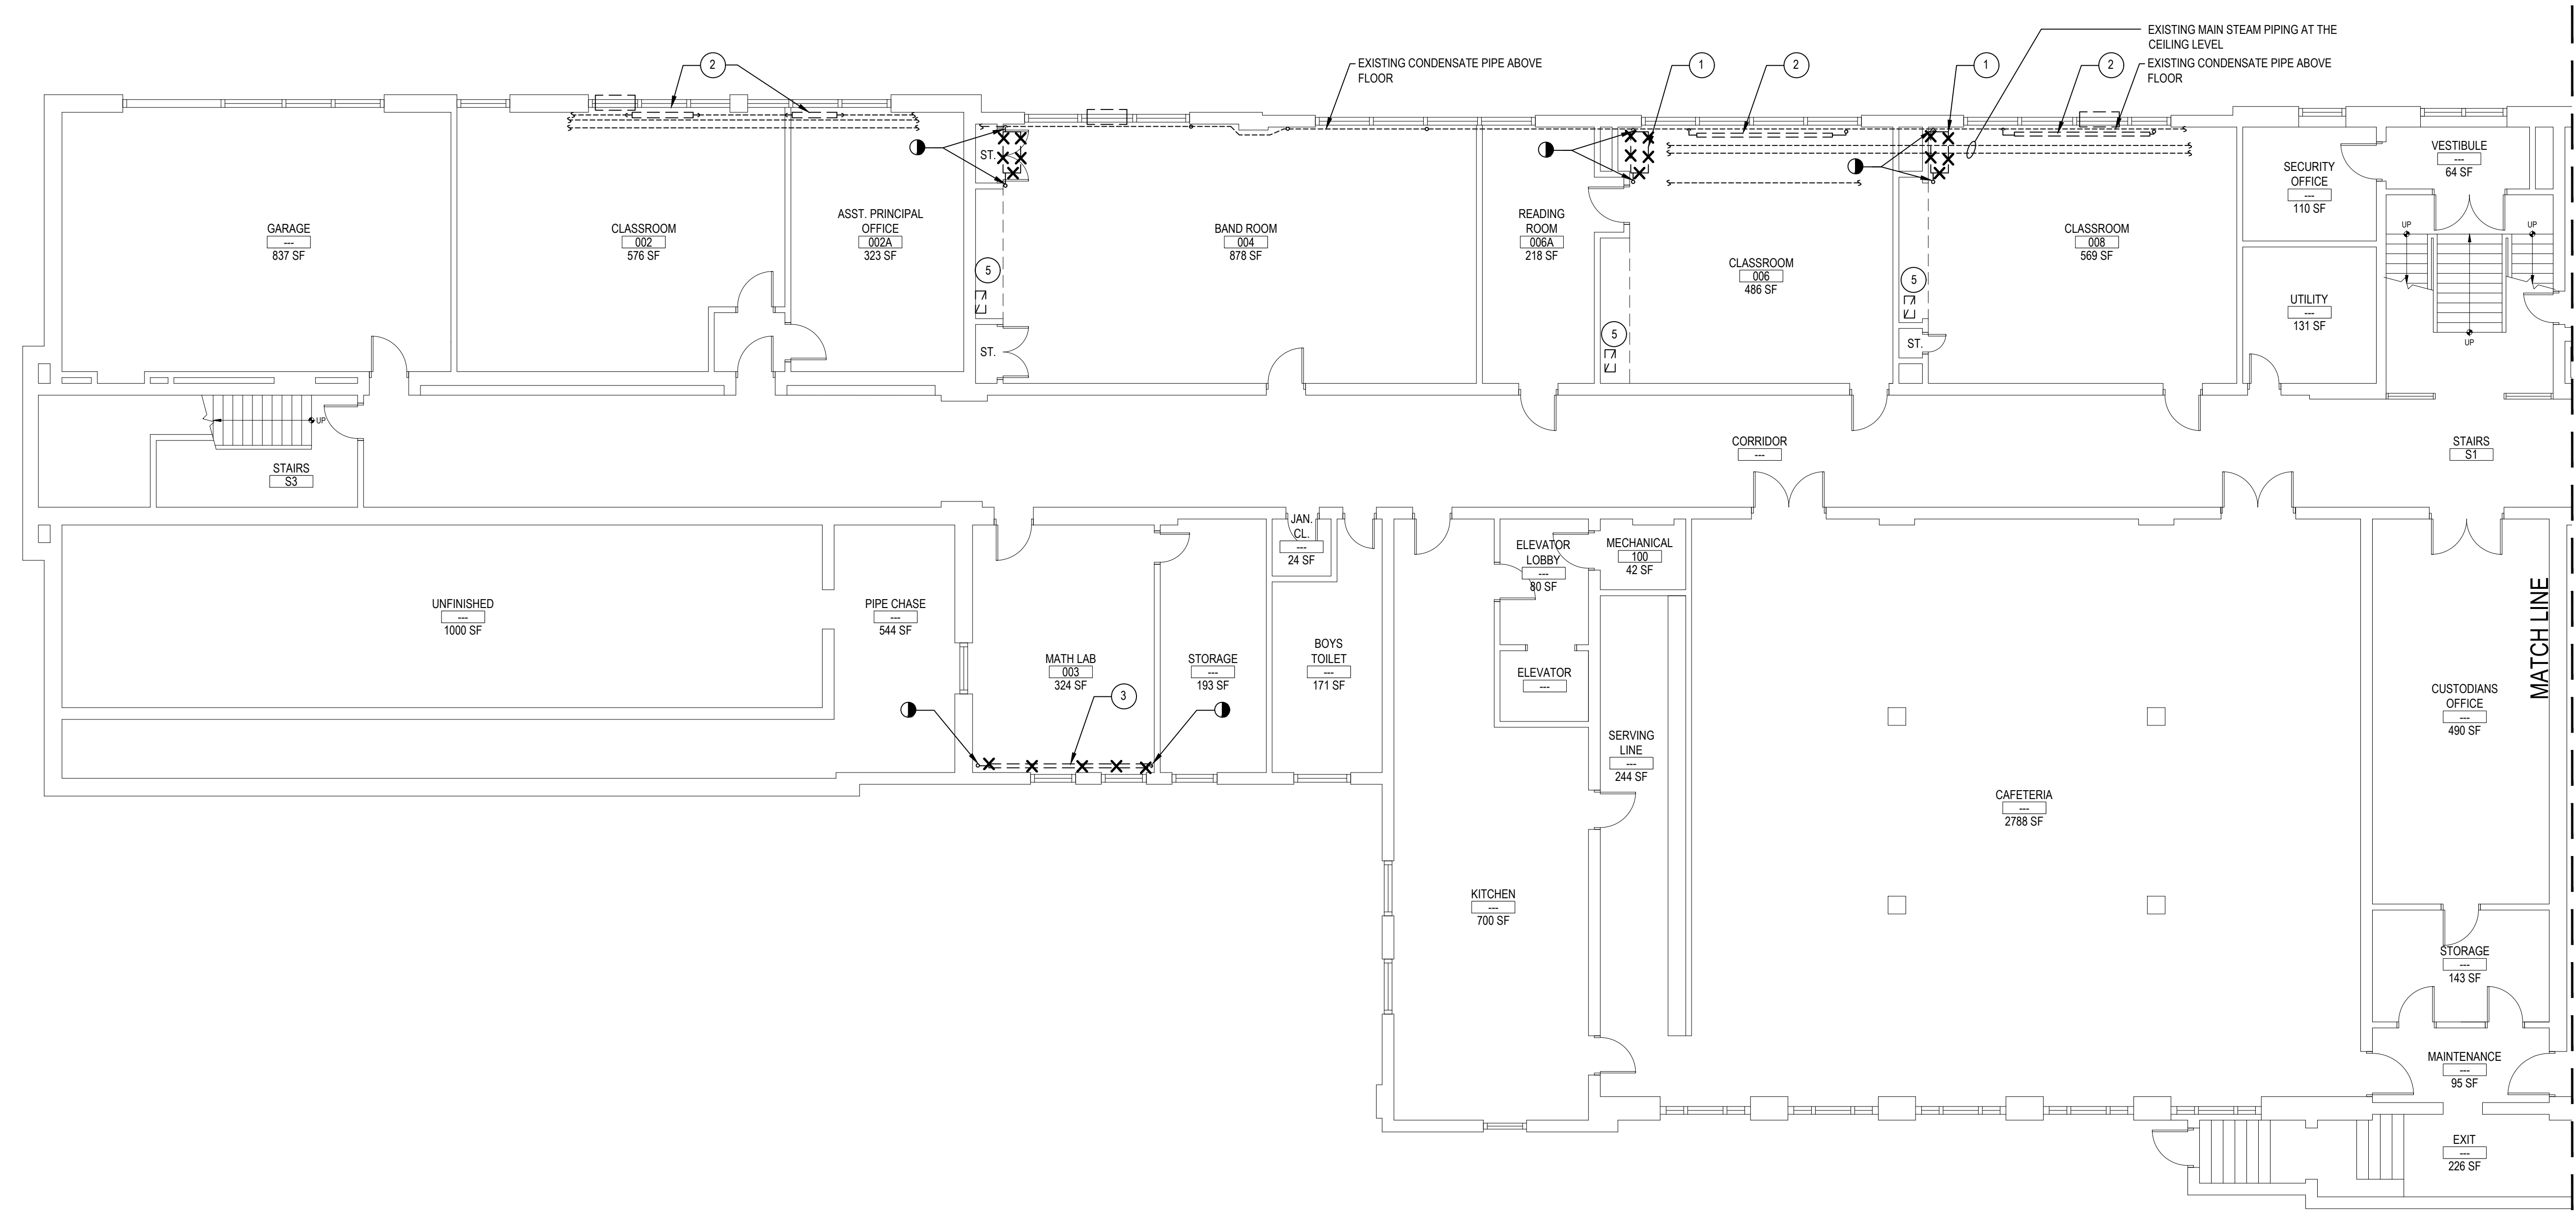 EXISTING MAIN STEAM PIPING AT THE
CEILING LEVEL
2
EXISTING CONDENSATE PIPE ABOVE
FLOOR
1
2
1
2
EXISTING CONDENSATE PIPE ABOVE
FLOOR
GARAGE
---
837 SF
CLASSROOM
002
576 SF
ASST. PRINCIPAL
OFFICE
002A
323 SF
ST.
5
ST.
BAND ROOM
004
878 SF
READING
ROOM
006A
218 SF
5
CLASSROOM
006
486 SF
5
ST.
CLASSROOM
008
569 SF
SECURITY
OFFICE
---
110 SF
UTILITY
---
131 SF
VESTIBULE
---
64 SF
UP
UP
UP
UP
STAIRS
S3
CORRIDOR
---
STAIRS
S1
UNFINISHED
---
1000 SF
PIPE CHASE
---
544 SF
MATH LAB
003
324 SF
3
STORAGE
---
193 SF
JAN.
CL.
---
24 SF
BOYS
TOILET
---
171 SF
ELEVATOR
LOBBY
---
80 SF
ELEVATOR
---
MECHANICAL
100
42 SF
SERVING
LINE
---
244 SF
KITCHEN
---
700 SF
CAFETERIA
---
2788 SF
CUSTODIANS
OFFICE
---
490 SF
MATCH LINE
STORAGE
---
143 SF
MAINTENANCE
---
95 SF
EXIT
---
226 SF